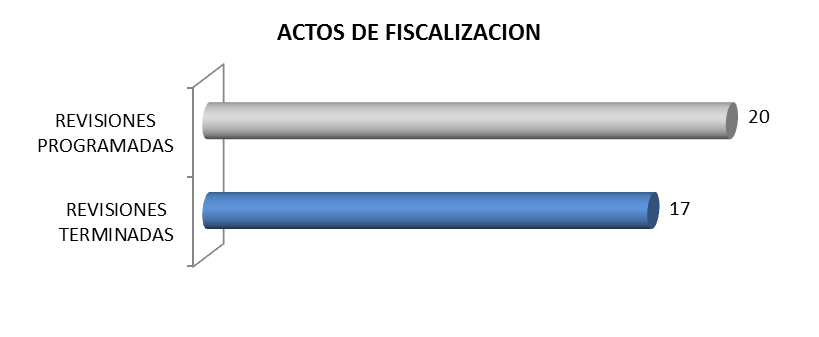 ACTOS DE FISCALIZACION
REVISIONES
PROGRAMADAS
20
REVISIONES
TERMINADAS
17